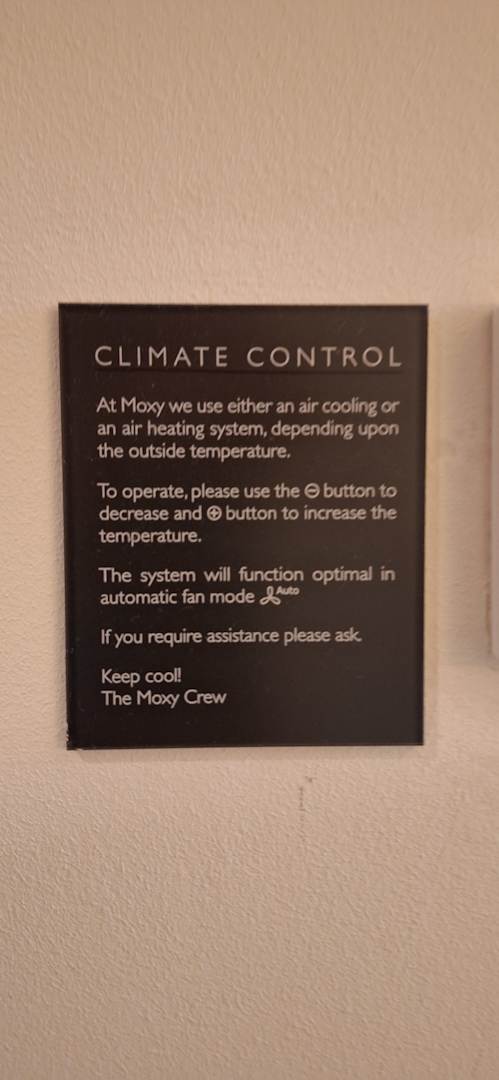 CLIMATE CONTROL
At Moxy we use either an air cooling or
an air heating system, depending upon
the outside temperature.
To operate, please use the ⊖ button to
decrease and ⊕ button to increase the
temperature.
The system will function optimal in
automatic fan mode Auto
If you require assistance please ask.
Keep cool!
The Moxy Crew